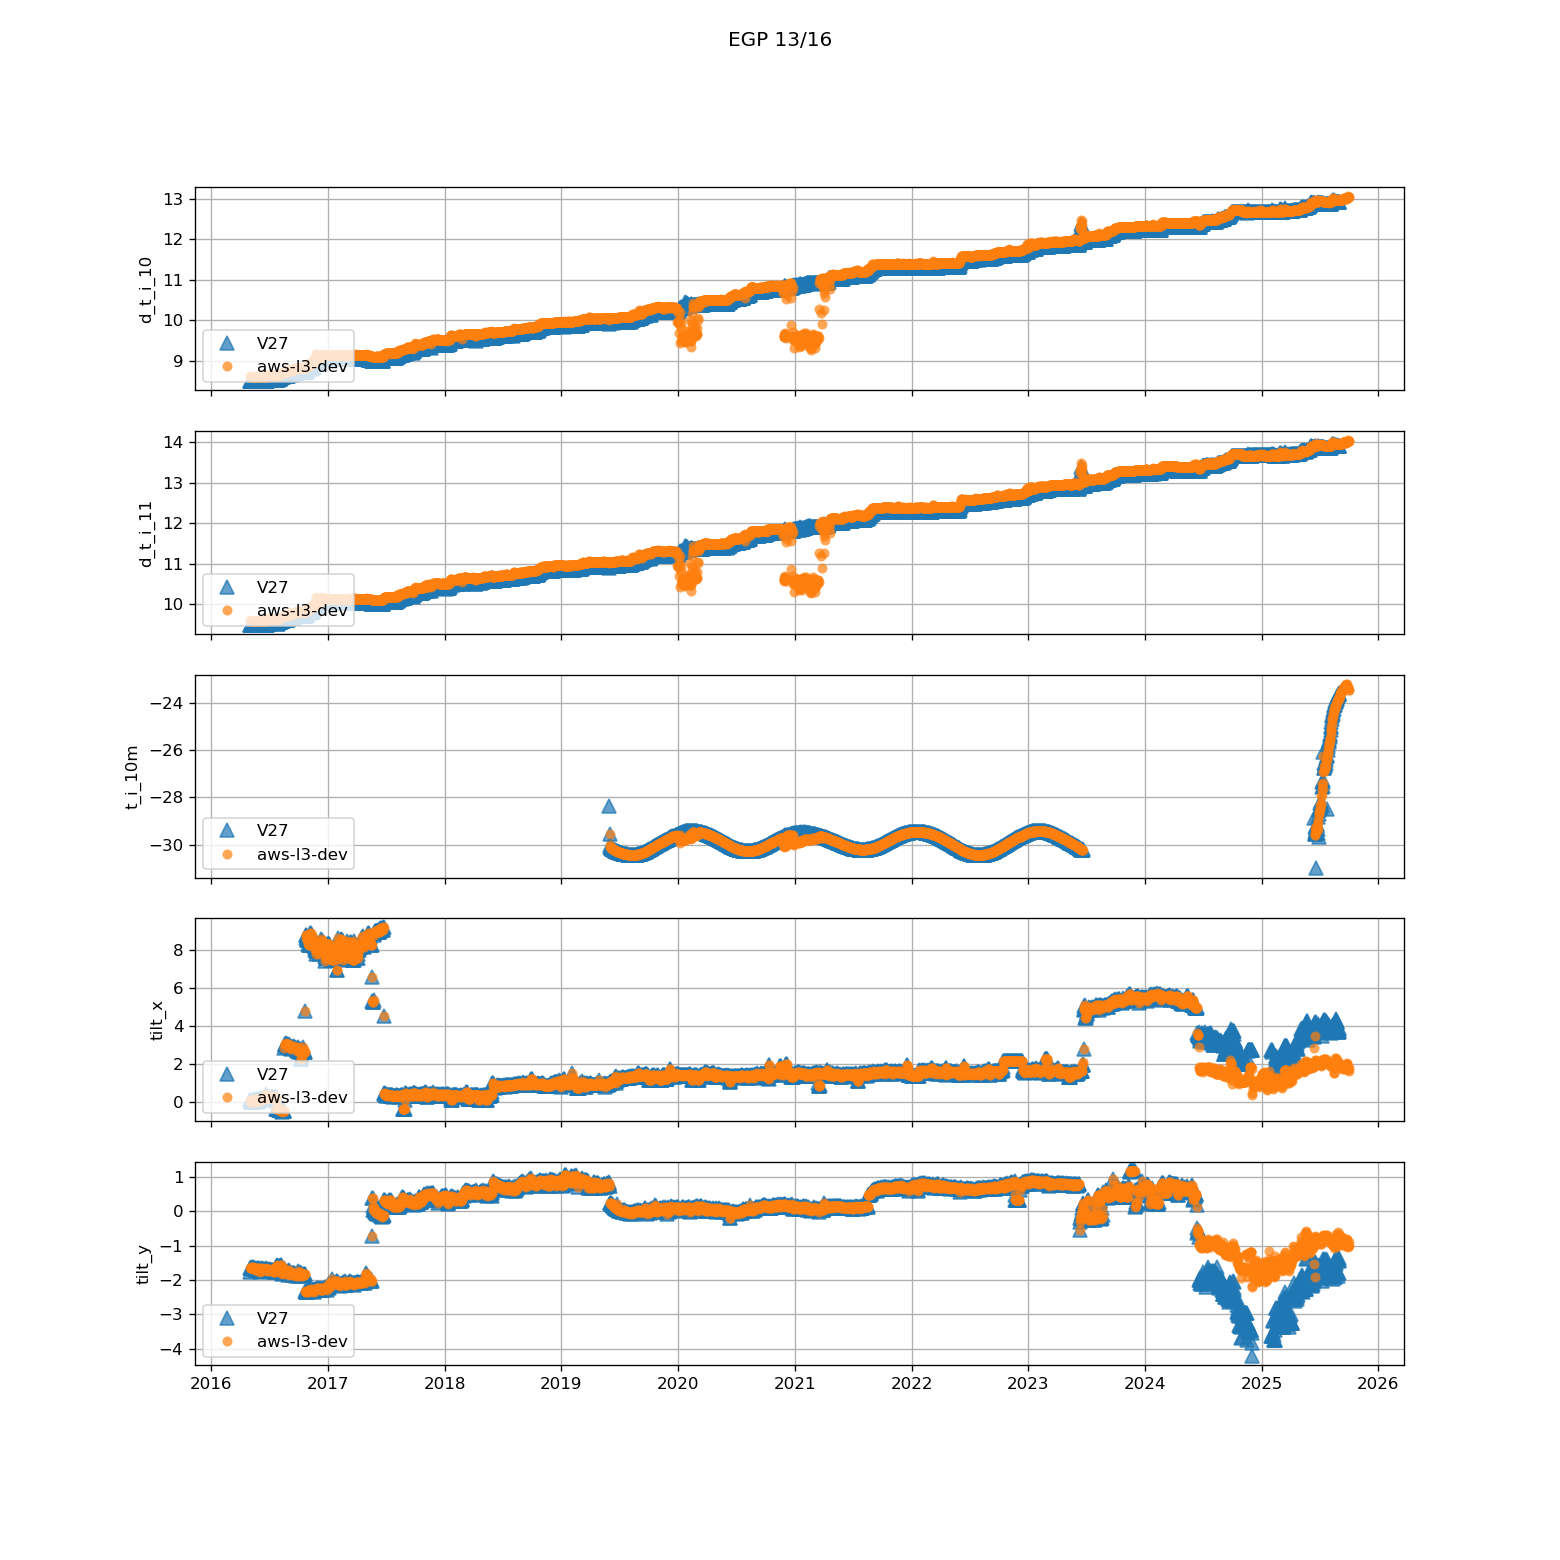 EGP 13/16
13
12
11
10
9
d_t_i_10
V27
aws-l3-dev
14
13
12
11
10
d_t_i_11
V27
aws-l3-dev
−24
−26
−28
−30
t_i_10m
V27
aws-l3-dev
8
6
4
2
0
tilt_x
V27
aws-l3-dev
1
0
−1
−2
−3
−4
tilt_y
V27
aws-l3-dev
2016 2017 2018 2019 2020 2021 2022 2023 2024 2025 2026